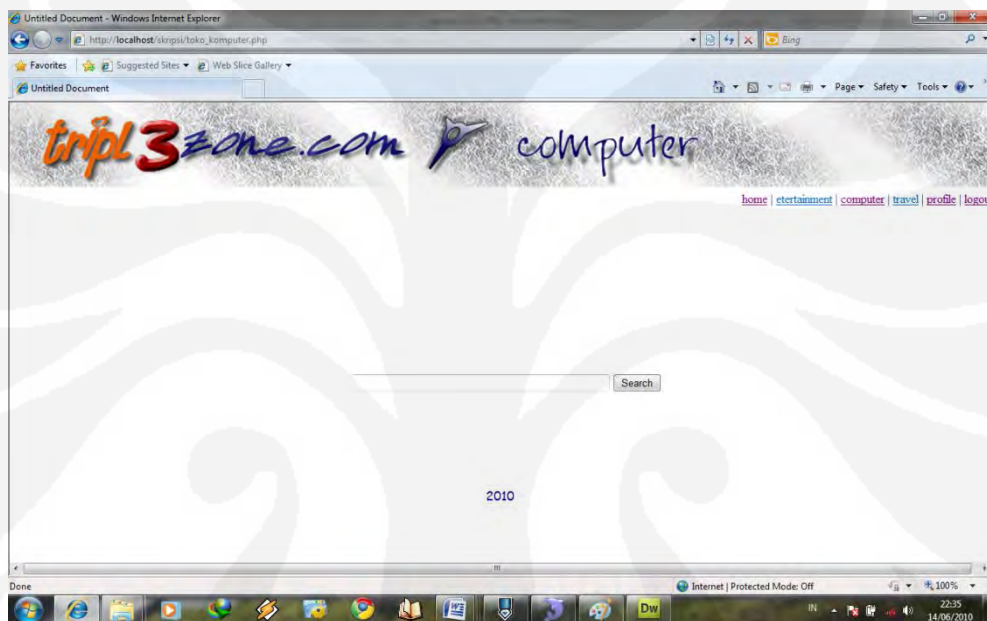 Untitled Document - Windows Internet Explorer
http://localhost/skripsi/toko_komputer.php
Bing
Favorites Suggested Sites Web Slice Gallery
Untitled Document
Page Safety Tools
tripl3zone.com computer
home | etertainment | computer | travel | profile | logou
Search
2010
Done
Internet | Protected Mode: Off
100%
Dw
IN
22:35
14/06/2010